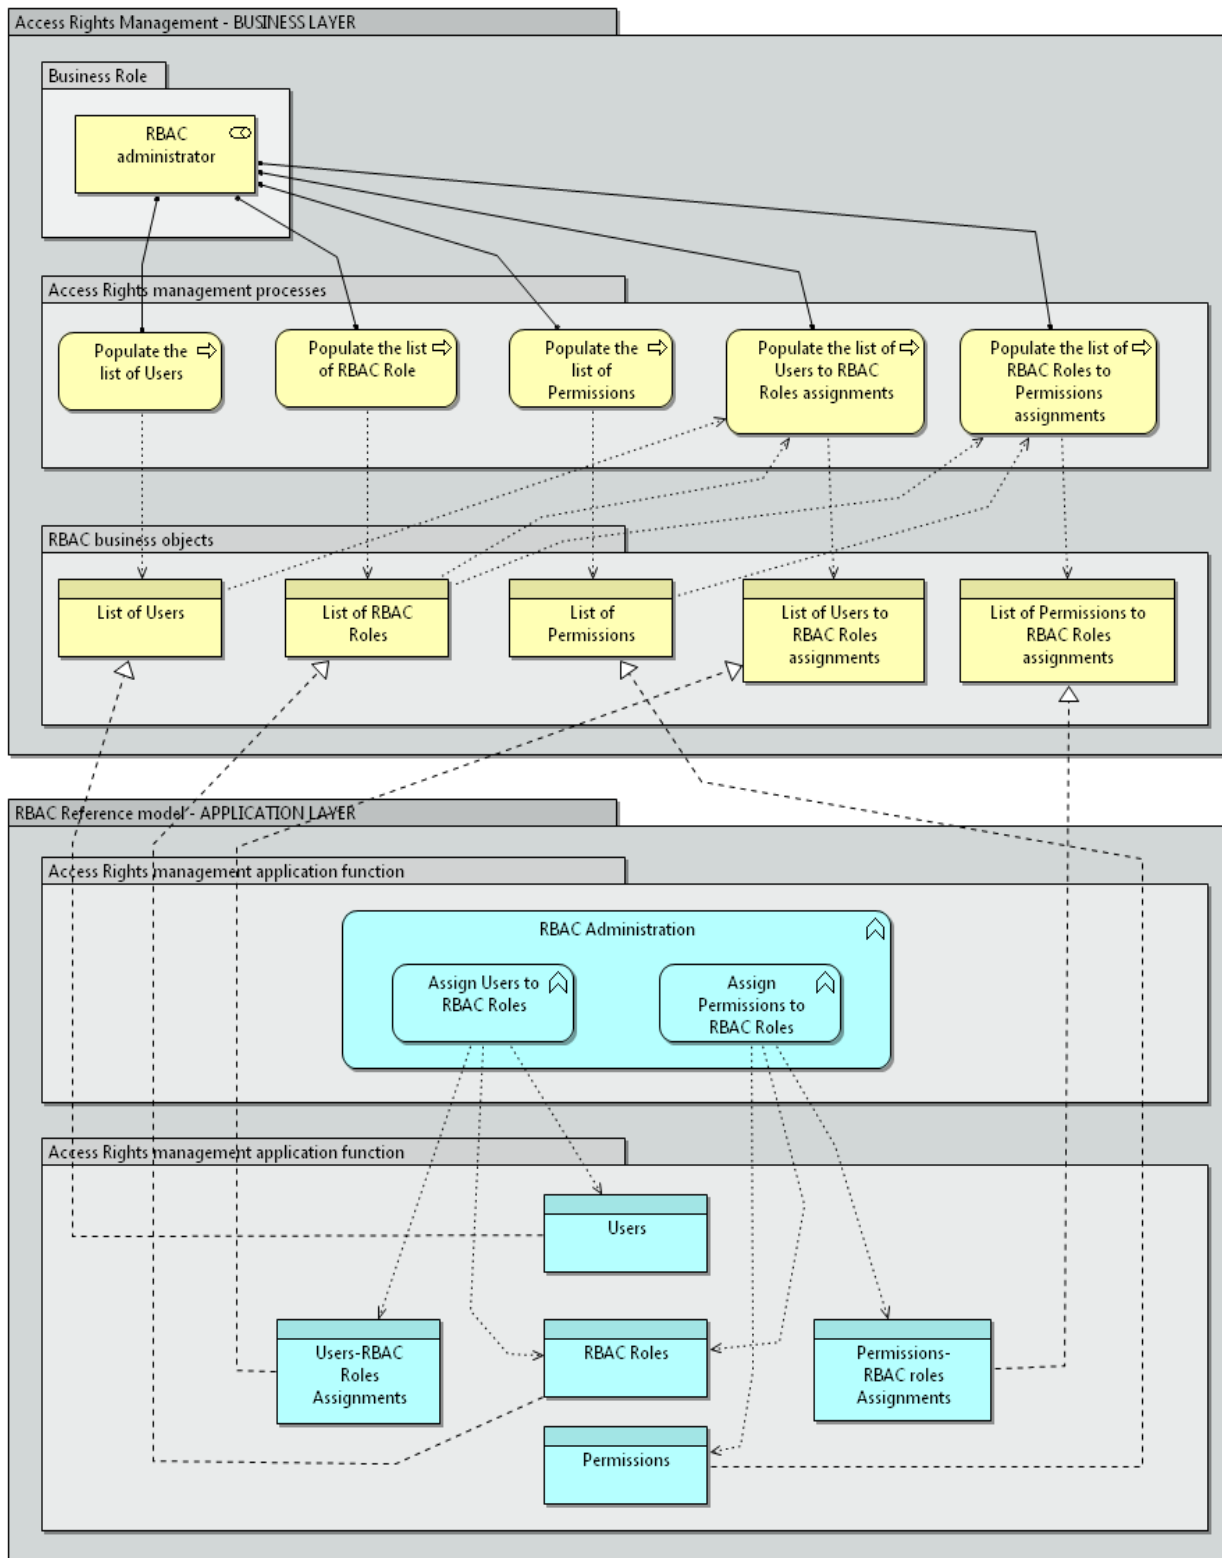 Access Rights Management - BUSINESS LAYER
Business Role
RBAC
administrator
Access Rights management processes
Populate the
list of Users
Populate the list
of RBAC Role
Populate the
list of
Permissions
Populate the list of
Users to RBAC
Roles assignments
Populate the list of
RBAC Roles to
Permissions
assignments
RBAC business objects
List of Users
List of RBAC
Roles
List of
Permissions
List of Users to
RBAC Roles
assignments
List of Permissions to
RBAC Roles
assignments
RBAC Reference model - APPLICATION LAYER
Access Rights management application function
RBAC Administration
Assign Users to
RBAC Roles
Assign
Permissions to
RBAC Roles
Access Rights management application function
Users
Users-RBAC
Roles
Assignments
RBAC Roles
Permissions-
RBAC roles
Assignments
Permissions